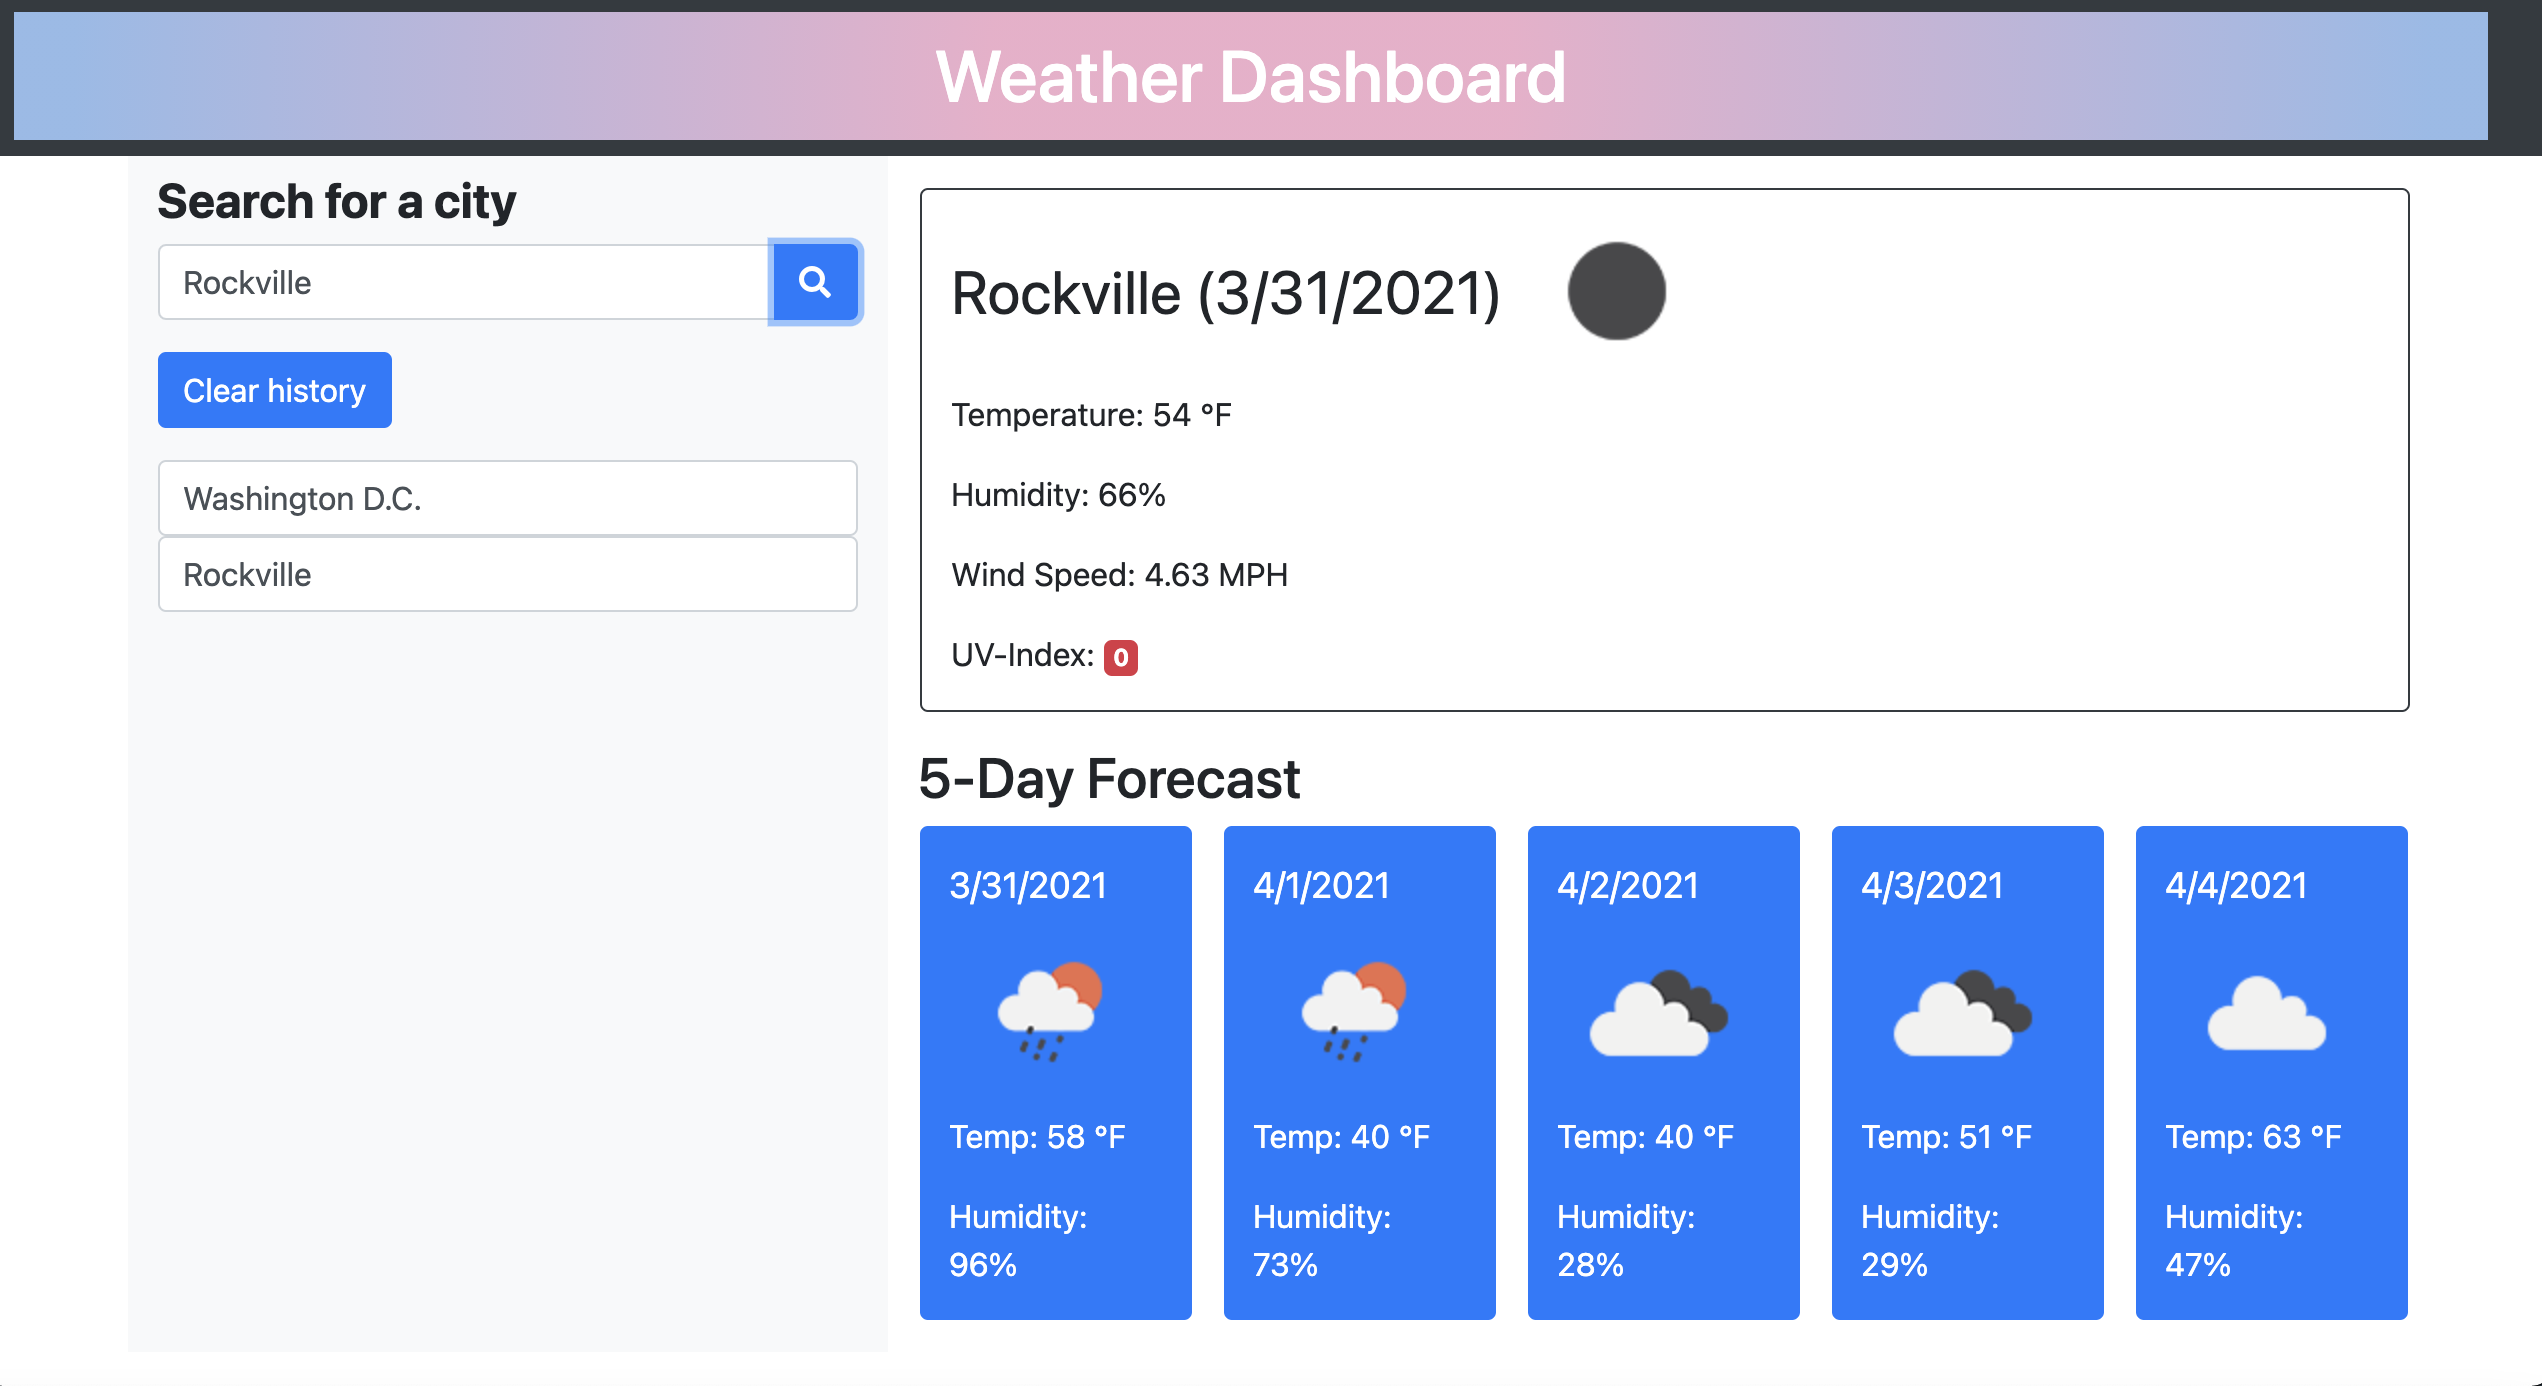 Weather Dashboard
Search for a city
Rockville
Clear history
Washington D.C.
Rockville
Rockville (3/31/2021)
Temperature: 54 °F
Humidity: 66%
Wind Speed: 4.63 MPH
UV-Index: 0
5-Day Forecast
3/31/2021
Temp: 58 °F
Humidity:
96%
4/1/2021
Temp: 40 °F
Humidity:
73%
4/2/2021
Temp: 40 °F
Humidity:
28%
4/3/2021
Temp: 51 °F
Humidity:
29%
4/4/2021
Temp: 63 °F
Humidity:
47%